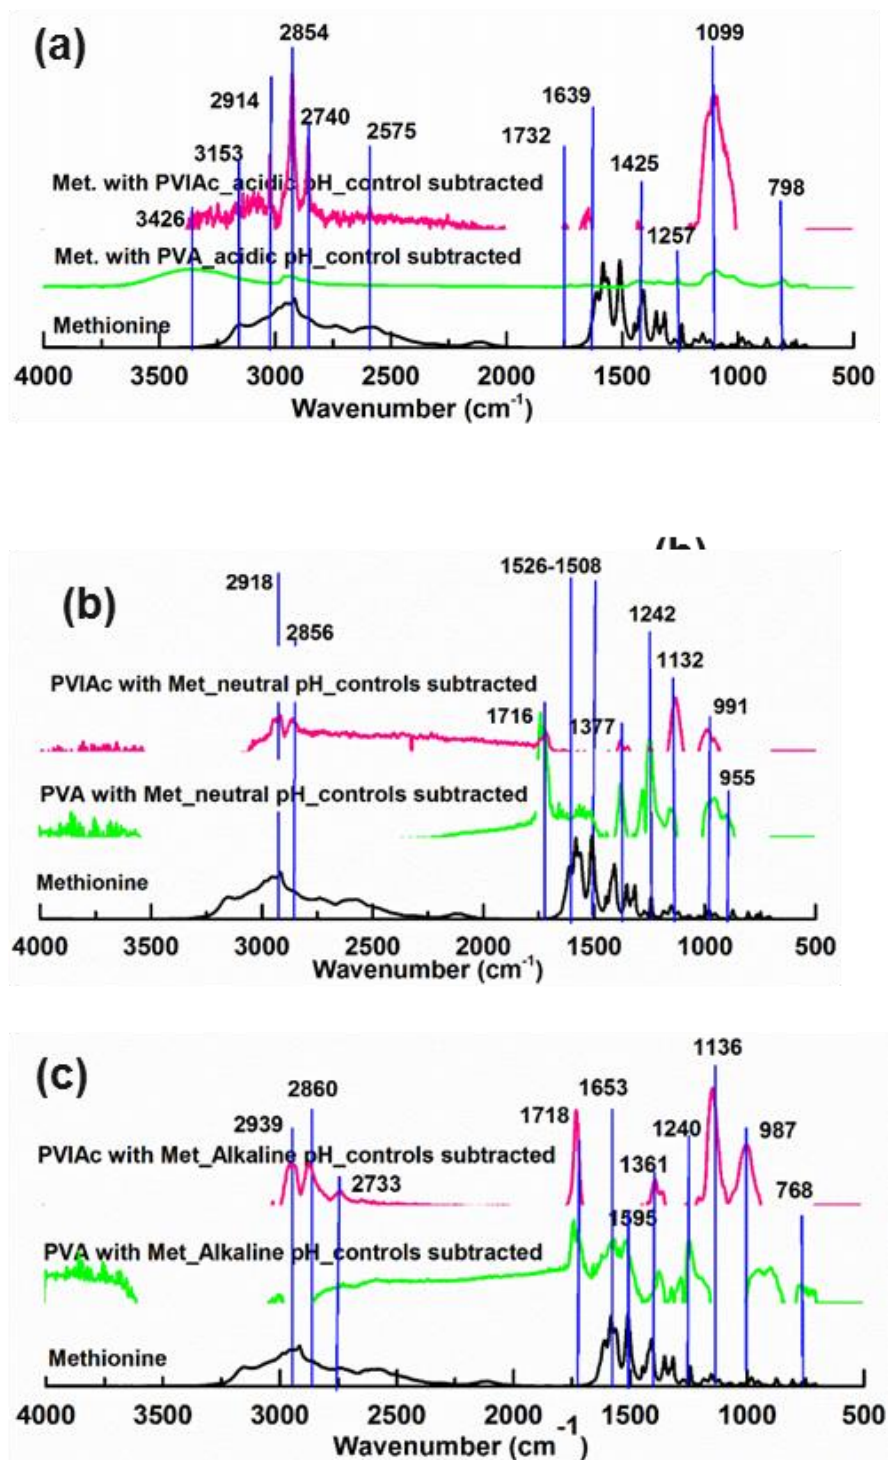 (a)
2854
1099
2914
2740
1639
3153
2575
1732
1425
Met. with PVIAc_acidic pH_control subtracted
798
3426
1257
Met. with PVA_acidic pH_control subtracted
Methionine
4000 3500 3000 2500 2000 1500 1000 500
Wavenumber (cm-1)
(b)
(b)
2918
1526-1508
2856
1242
1132
PVIAc with Met_neutral pH_controls subtracted
1716
1377
991
955
PVA with Met_neutral pH_controls subtracted
Methionine
4000 3500 3000 2500 2000 1500 1000 500
Wavenumber (cm-1)
(c)
1136
2860
1653
2939
1718
1240
987
PVIAc with Met_Alkaline pH_controls subtracted
1361
2733
768
1595
PVA with Met_Alkaline pH_controls subtracted
Methionine
4000 3500 3000 2500 2000 1500 1000 500
Wavenumber (cm-1)